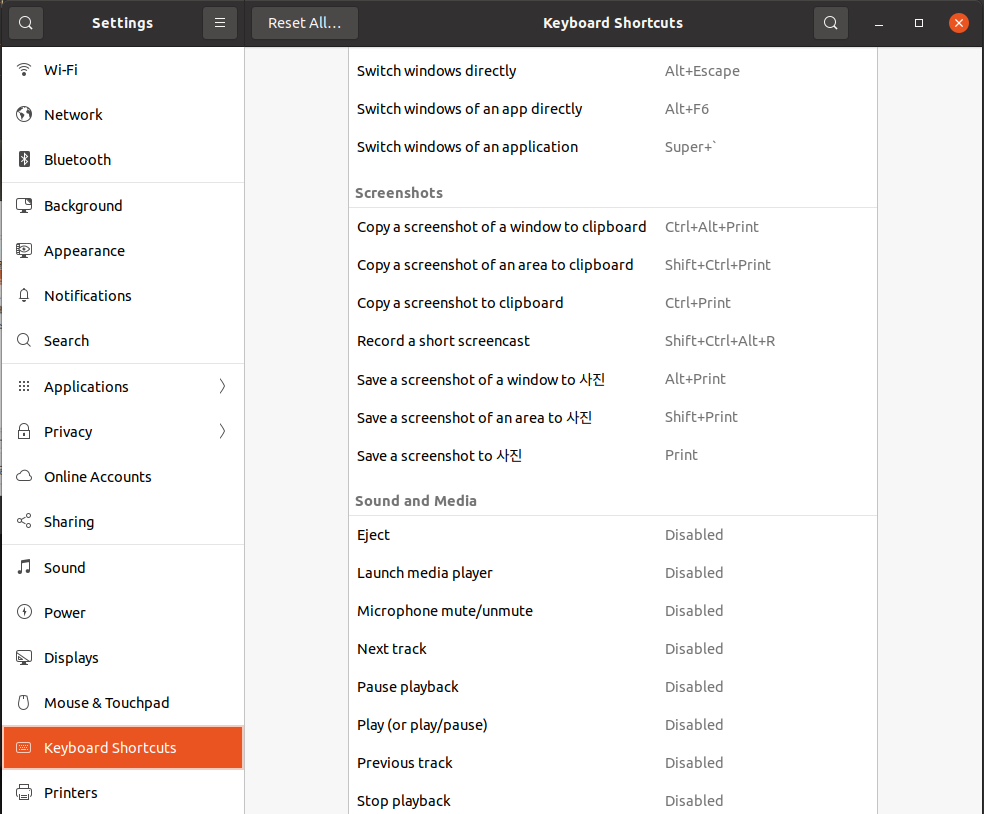 Settings
Reset All...
Keyboard Shortcuts
Wi-Fi
Network
Bluetooth
Background
Appearance
Notifications
Search
Applications
Privacy
Online Accounts
Sharing
Sound
Power
Displays
Mouse & Touchpad
Keyboard Shortcuts
Printers
Switch windows directly Alt+Escape
Switch windows of an app directly Alt+F6
Switch windows of an application Super+`
Screenshots
Copy a screenshot of a window to clipboard Ctrl+Alt+Print
Copy a screenshot of an area to clipboard Shift+Ctrl+Print
Copy a screenshot to clipboard Ctrl+Print
Record a short screencast Shift+Ctrl+Alt+R
Save a screenshot of a window to 사진 Alt+Print
Save a screenshot of an area to 사진 Shift+Print
Save a screenshot to 사진 Print
Sound and Media
Eject Disabled
Launch media player Disabled
Microphone mute/unmute Disabled
Next track Disabled
Pause playback Disabled
Play (or play/pause) Disabled
Previous track Disabled
Stop playback Disabled